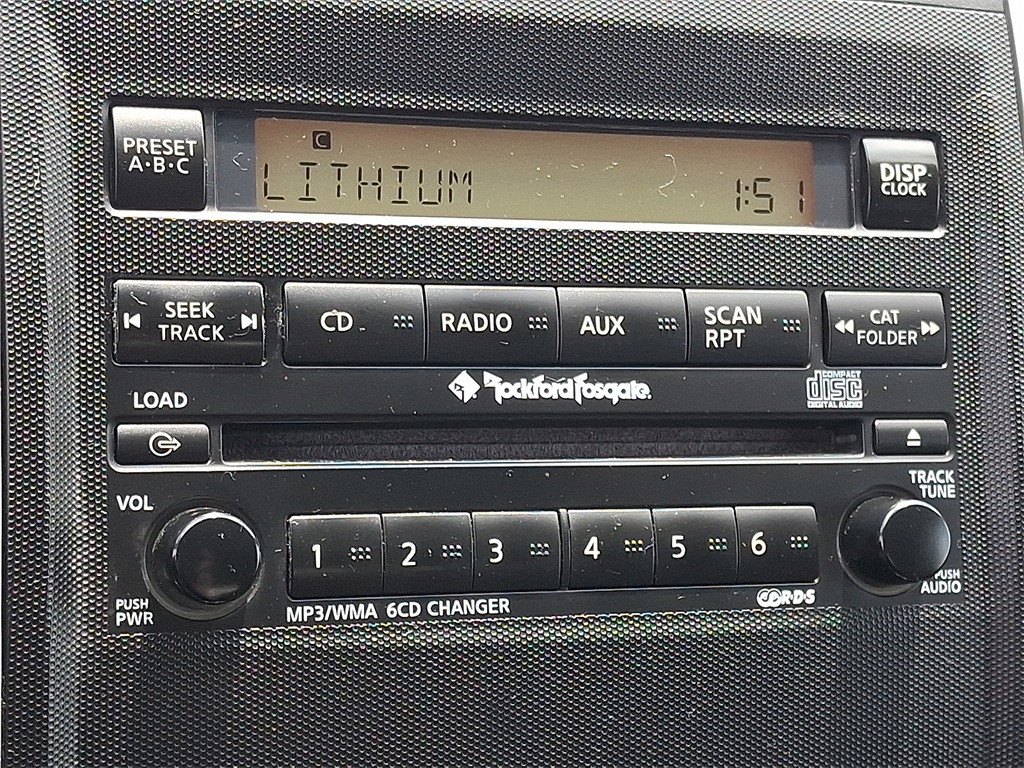 PRESET
A·B·C
C
LITHIUM 1:51
DISP
CLOCK
SEEK
TRACK
CD
RADIO
AUX
SCAN
RPT
CAT
FOLDER
Rockford Fosgate
COMPACT
disc
DIGITAL AUDIO
LOAD
VOL
TRACK
TUNE
1 2 3 4 5 6
PUSH
PWR
MP3/WMA 6CD CHANGER
R·D·S
PUSH
AUDIO